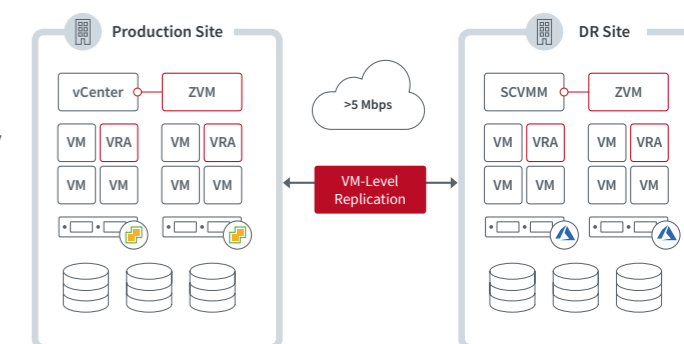 Production Site
DR Site
vCenter
ZVM
>5 Mbps
SCVMM
ZVM
VM
VRA
VM
VRA
VM
VRA
VM
VRA
VM
VM
VM
VM
VM-Level
Replication
VM
VM
VM
VM